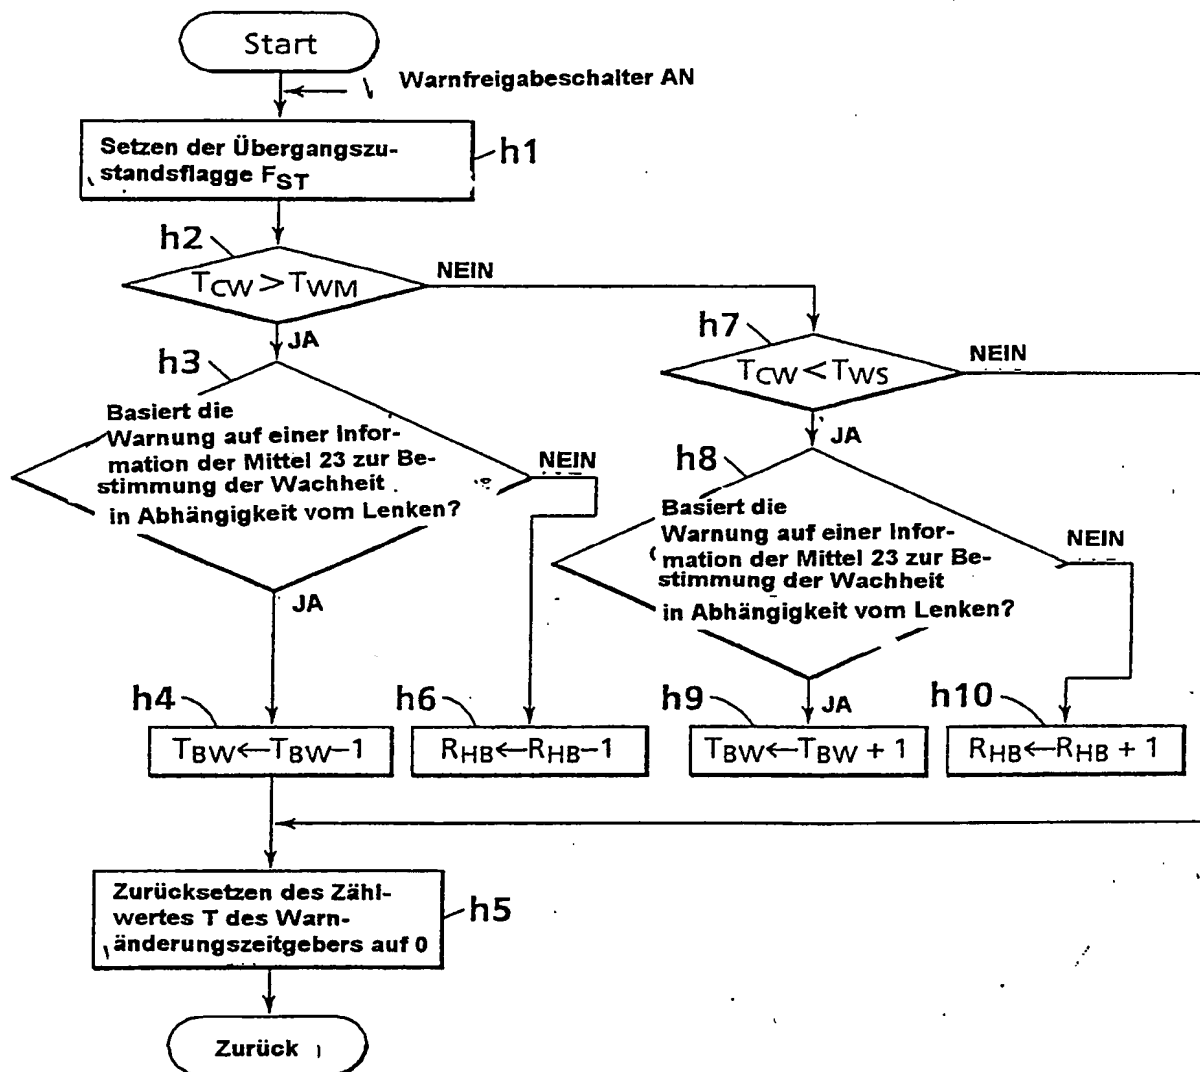 Start
Warnfreigabeschalter AN
Setzen der Übergangszu-
standsflagge FST
h1
h2
TCW > TWM
NEIN
JA
h3
Basiert die
Warnung auf einer Infor-
mation der Mittel 23 zur Be-
stimmung der Wachheit
in Abhängigkeit vom Lenken?
NEIN
JA
h7
TCW < TWS
NEIN
JA
h8
Basiert die
Warnung auf einer Infor-
mation der Mittel 23 zur Be-
stimmung der Wachheit
in Abhängigkeit vom Lenken?
NEIN
JA
h4
TBW←TBW−1
h6
RHB←RHB−1
h9
TBW←TBW + 1
h10
RHB←RHB + 1
Zurücksetzen des Zähl-
wertes T des Warn-
änderungszeitgebers auf 0
h5
Zurück